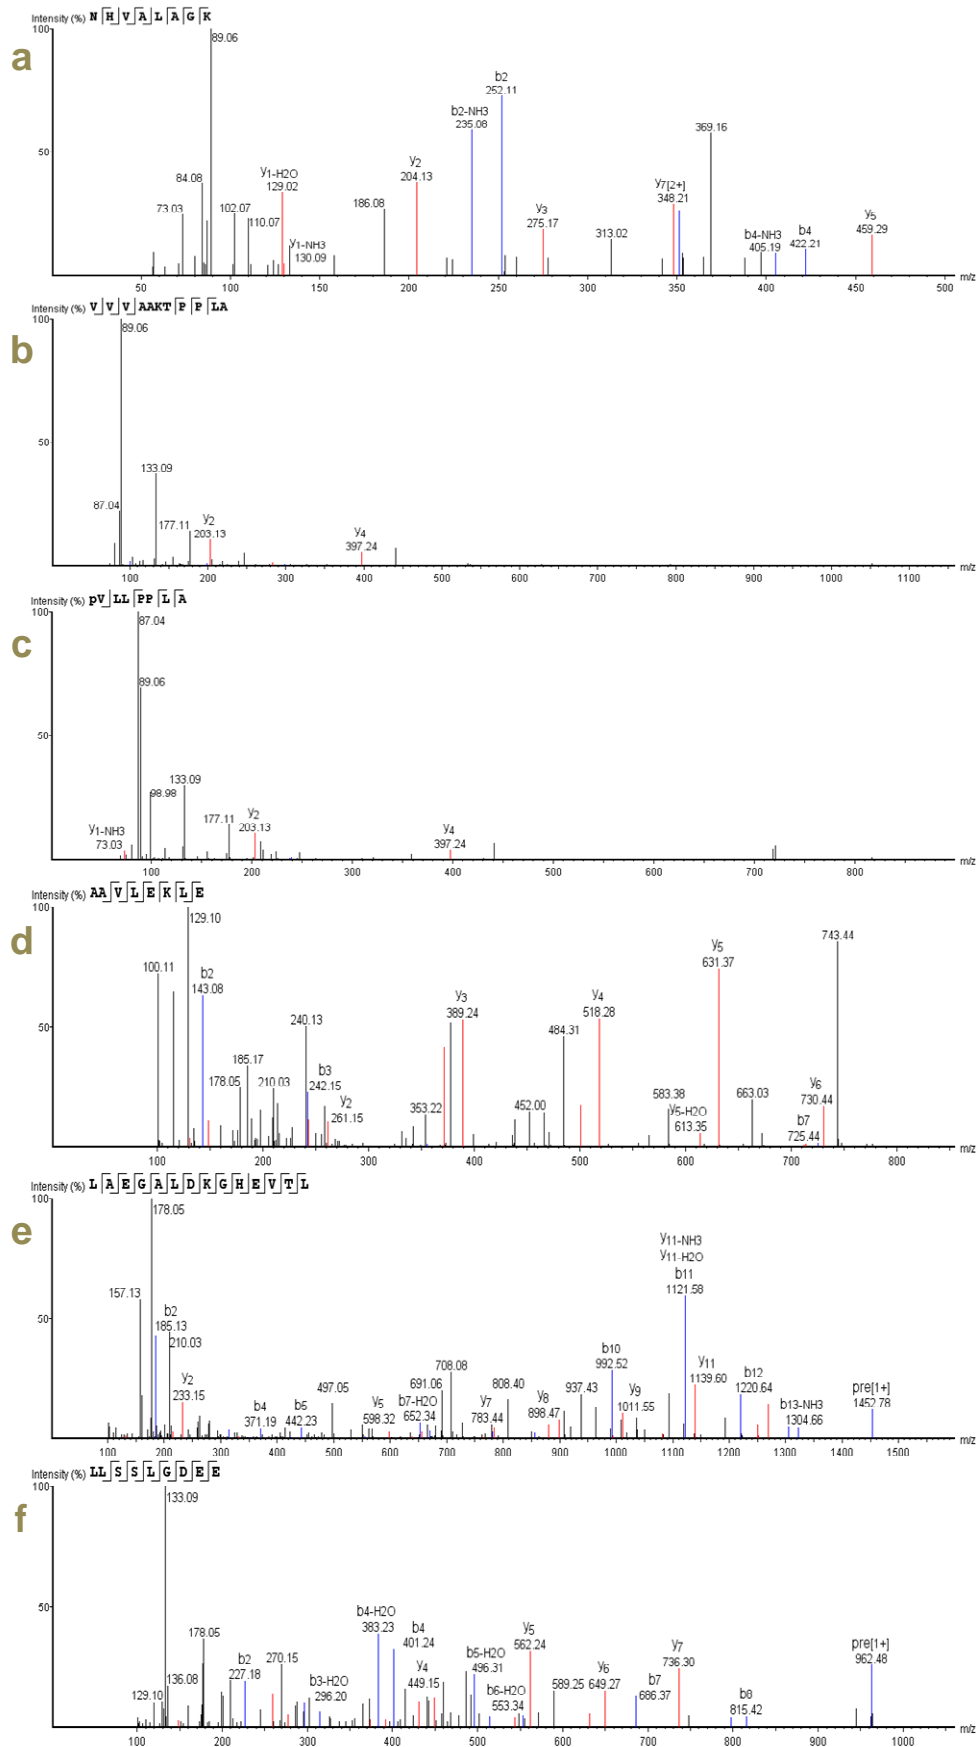 Intensity (%) N H V A L A G K
a
100
50
89.06
84.08
73.03
102.07
110.07
y1-H2O
129.02
y1-NH3
130.09
186.08
y2
204.13
b2-NH3
235.08
b2
252.11
y3
275.17
313.02
y7[2+]
348.21
369.16
b4-NH3
405.19
b4
422.21
y5
459.29
50 100 150 200 250 300 350 400 450 500 m/z
Intensity (%) V V V AAKT P P LA
b
100
50
89.06
87.04
133.09
177.11
y2
203.13
y4
397.24
100 200 300 400 500 600 700 800 900 1000 1100 m/z
Intensity (%) pV LL PP L A
c
100
50
87.04
89.06
98.98
133.09
y1-NH3
73.03
177.11
y2
203.13
y4
397.24
100 200 300 400 500 600 700 800 m/z
Intensity (%) AA V L E K L E
d
100
50
129.10
100.11
b2
143.08
178.05
185.17
210.03
240.13
b3
242.15
y2
261.15
353.22
y3
389.24
452.00
484.31
y4
518.28
583.38
y5-H2O
613.35
y5
631.37
663.03
b7
725.44
y6
730.44
743.44
100 200 300 400 500 600 700 800 m/z
Intensity (%) L A E G A L D K G H E V T L
e
100
50
178.05
157.13
b2
185.13
210.03
y2
233.15
b4
371.19
b5
442.23
497.05
y5
598.32
b7-H2O
652.34
691.06
708.08
y7
783.44
808.40
y8
898.47
937.43
b10
992.52
y9
1011.55
y11-NH3
y11-H2O
b11
1121.58
y11
1139.60
b12
1220.64
b13-NH3
1304.66
pre[1+]
1452.78
100 200 300 400 500 600 700 800 900 1000 1100 1200 1300 1400 1500 m/z
Intensity (%) LL S S L G D E E
f
100
50
133.09
129.10
136.08
178.05
b2
227.18
270.15
b3-H2O
296.20
b4-H2O
383.23
b4
401.24
y4
449.15
b5-H2O
496.31
b6-H2O
553.34
y5
562.24
589.25
y6
649.27
b7
686.37
y7
736.30
b8
815.42
pre[1+]
962.48
100 200 300 400 500 600 700 800 900 1000 m/z